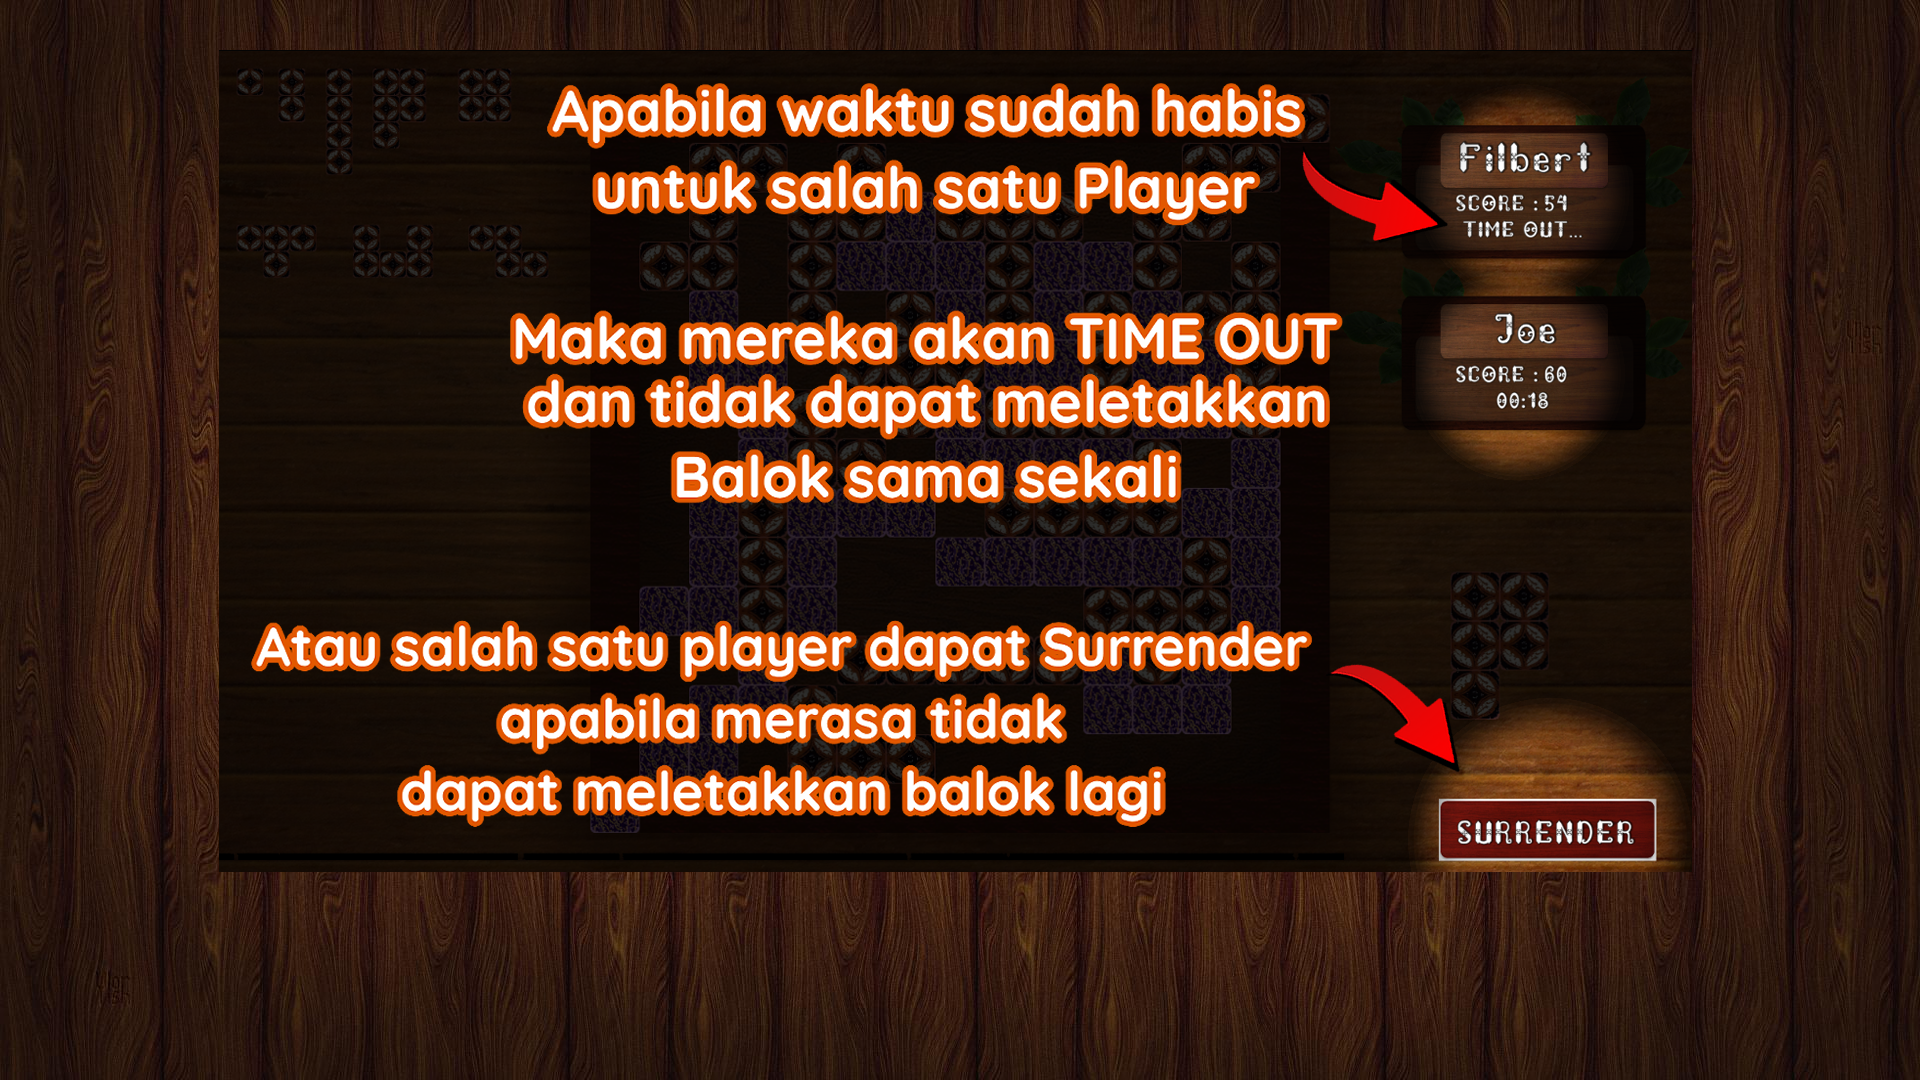 Apabila waktu sudah habis
untuk salah satu Player
Filbert
SCORE : 54
TIME OUT...
Maka mereka akan TIME OUT
dan tidak dapat meletakkan
Balok sama sekali
Joe
SCORE : 60
00:18
Atau salah satu player dapat Surrender
apabila merasa tidak
dapat meletakkan balok lagi
SURRENDER